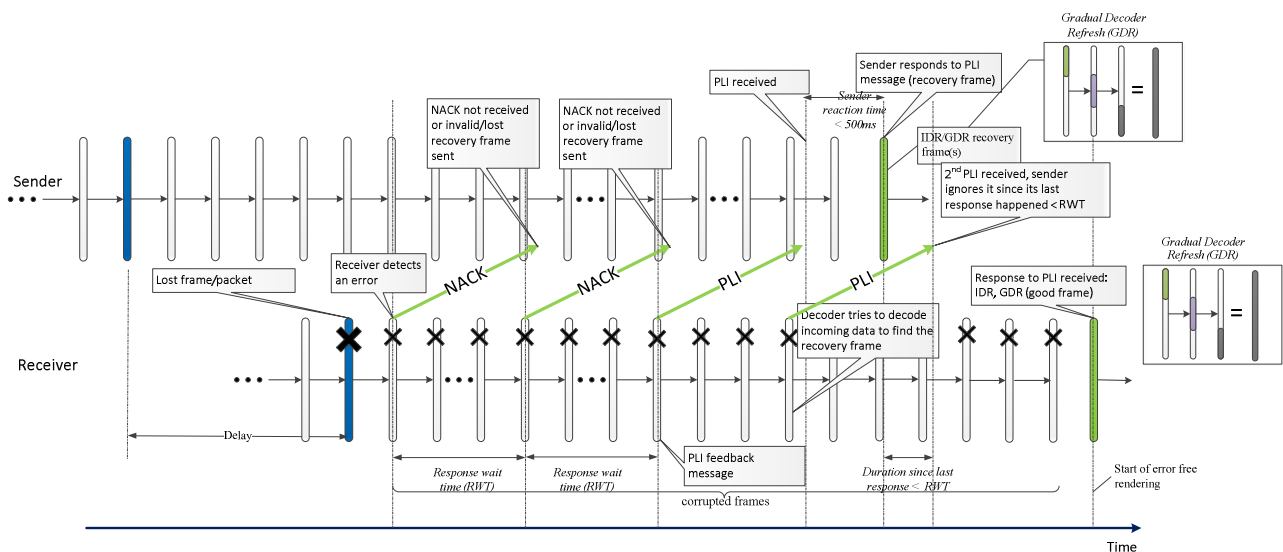 Gradual Decoder
Refresh (GDR)
=
PLI received
Sender responds to PLI
message (recovery frame)
Sender
reaction time
< 500ms
NACK not received
or invalid/lost
recovery frame
sent
NACK not received
or invalid/lost
recovery frame
sent
IDR/GDR recovery
frame(s)
2nd PLI received, sender
ignores it since its last
response happened < RWT
Sender
Gradual Decoder
Refresh (GDR)
=
Lost frame/packet
Receiver detects
an error
NACK
NACK
PLI
PLI
Response to PLI received:
IDR, GDR (good frame)
Decoder tries to decode
incoming data to find the
recovery frame
Receiver
Delay
PLI feedback
message
Response wait
time (RWT)
Response wait
time (RWT)
Duration since last
response < RWT
corrupted frames
Start of error free
rendering
Time